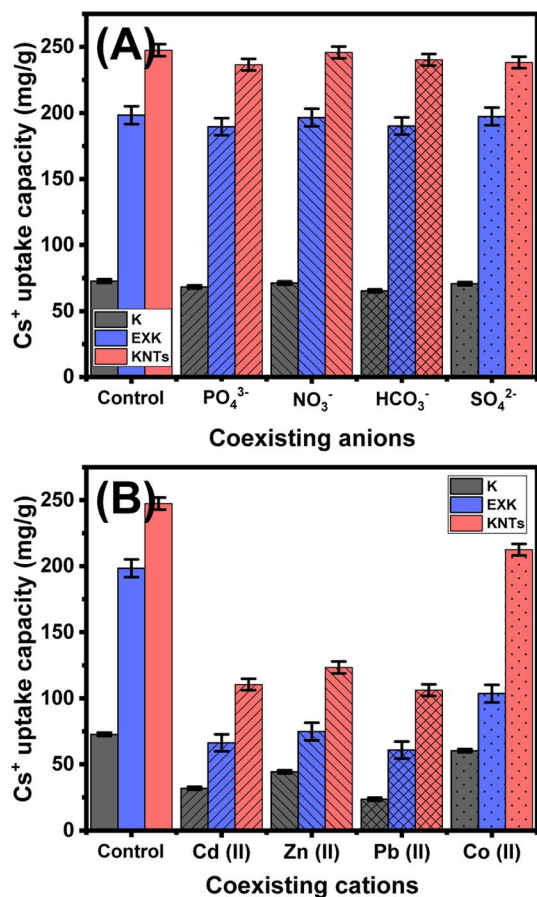 (A)
Cs⁺ uptake capacity (mg/g)
250
200
150
100
50
0
K
EXK
KNTs
Control PO₄³⁻ NO₃⁻ HCO₃⁻ SO₄²⁻
Coexisting anions
(B)
Cs⁺ uptake capacity (mg/g)
250
200
150
100
50
0
K
EXK
KNTs
Control Cd (II) Zn (II) Pb (II) Co (II)
Coexisting cations